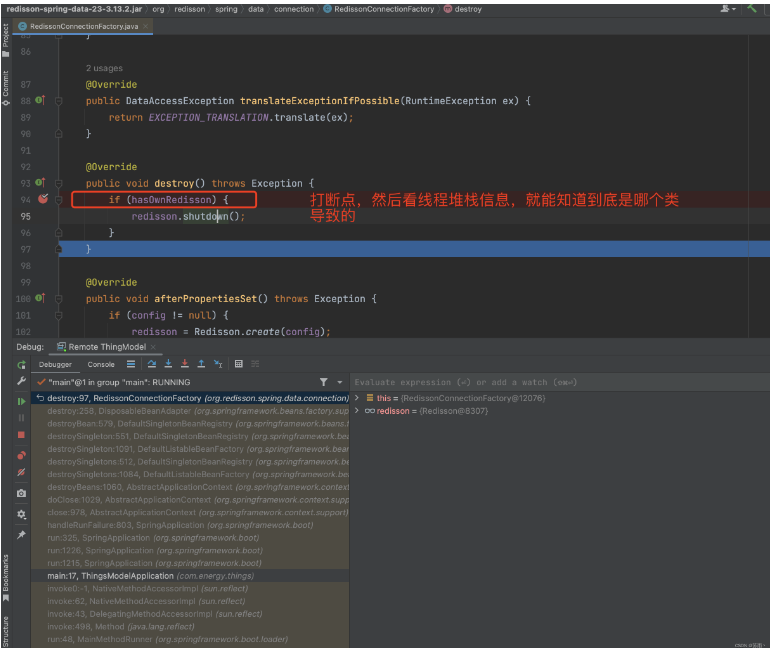 redisson-spring-data-23-3.13.2.jar org redisson spring data connection RedissonConnectionFactory destroy
RedissonConnectionFactory.java
Project
Commit
Bookmarks
Structure
85 }
86
2 usages
87 @Override
88 public DataAccessException translateExceptionIfPossible(RuntimeException ex) {
89 return EXCEPTION_TRANSLATION.translate(ex);
90 }
91
92 @Override
93 public void destroy() throws Exception {
94 if (hasOwnRedisson) {
打断点，然后看线程堆栈信息，就能知道到底是哪个类
导致的
95 redisson.shutdown();
96 }
97 }
98
99 @Override
100 public void afterPropertiesSet() throws Exception {
101 if (config != null) {
102 redisson = Redisson.create(config);
Debug: Remote ThingModel
Debugger Console
"main"@1 in group "main": RUNNING
Evaluate expression (⏎) or add a watch
destroy:97, RedissonConnectionFactory (org.redisson.spring.data.connection)
this = {RedissonConnectionFactory@12076}
destroy:258, DisposableBeanAdapter (org.springframework.beans.factory.sup
redisson = {Redisson@8307}
destroyBean:579, DefaultSingletonBeanRegistry (org.springframework.beans.f
destroySingleton:551, DefaultSingletonBeanRegistry (org.springframework.be
destroySingleton:1091, DefaultListableBeanFactory (org.springframework.bea
destroySingletons:512, DefaultSingletonBeanRegistry (org.springframework.be
destroySingletons:1084, DefaultListableBeanFactory (org.springframework.be
destroyBeans:1060, AbstractApplicationContext (org.springframework.context
doClose:1029, AbstractApplicationContext (org.springframework.context.supp
close:978, AbstractApplicationContext (org.springframework.context.support)
handleRunFailure:803, SpringApplication (org.springframework.boot)
run:325, SpringApplication (org.springframework.boot)
run:1226, SpringApplication (org.springframework.boot)
run:1215, SpringApplication (org.springframework.boot)
main:17, ThingsModelApplication (com.energy.things)
invoke0:-1, NativeMethodAccessorImpl (sun.reflect)
invoke:62, NativeMethodAccessorImpl (sun.reflect)
invoke:43, DelegatingMethodAccessorImpl (sun.reflect)
invoke:498, Method (java.lang.reflect)
run:48, MainMethodRunner (org.springframework.boot.loader)